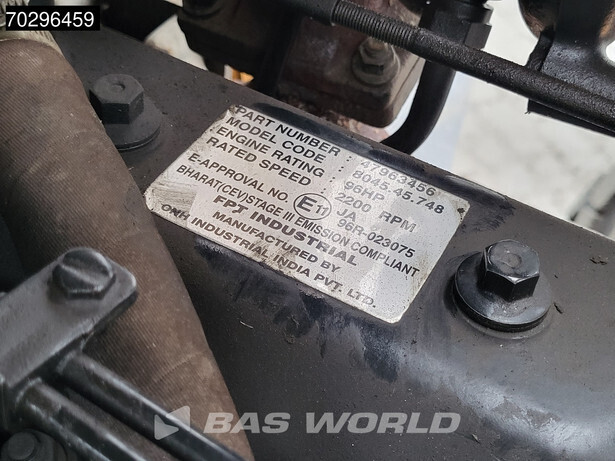 70296459
PART NUMBER : 47963456
MODEL CODE : 8045.45.748
ENGINE RATING : 96HP
RATED SPEED : 2200 RPM
E-APPROVAL NO. E11 JA 96R-023075
BHARAT(CEV)STAGE III EMISSION COMPLIANT
FPT INDUSTRIAL
MANUFACTURED BY
CNH INDUSTRIAL INDIA PVT. LTD.
BAS WORLD